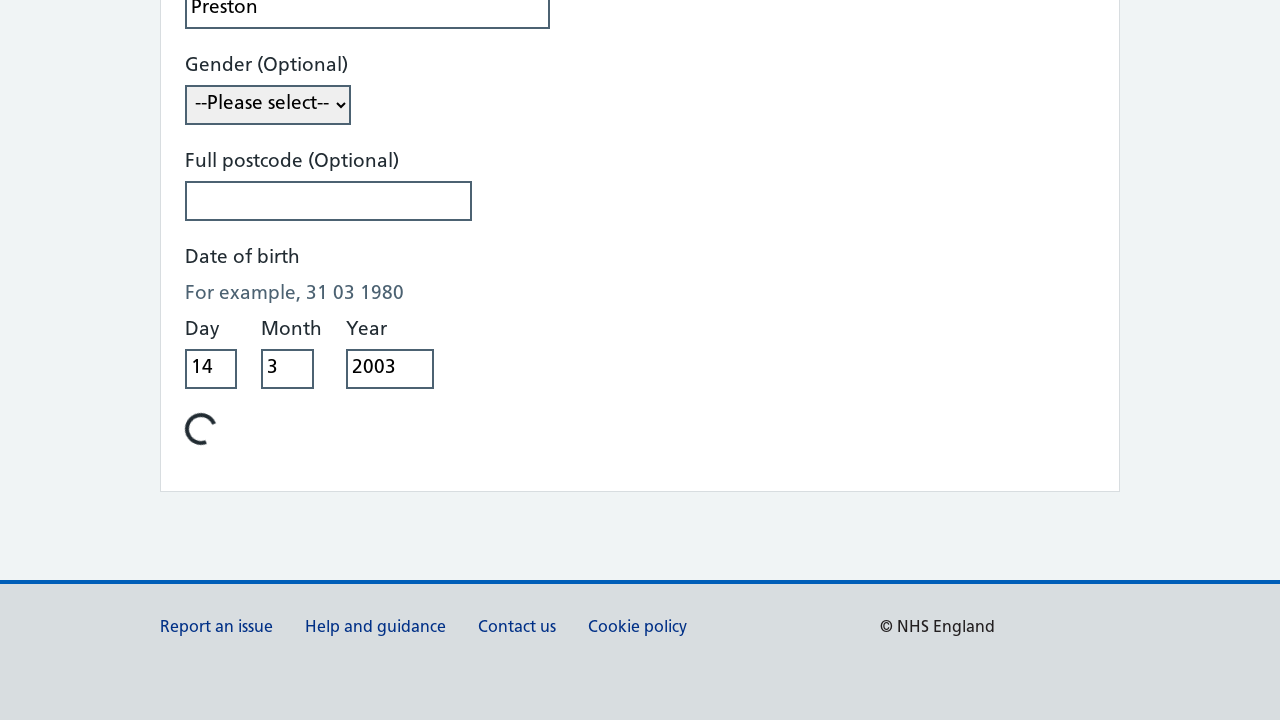 Preston
Gender (Optional)
--Please select--
Full postcode (Optional)
Date of birth
For example, 31 03 1980
Day Month Year
14 3 2003
Report an issue Help and guidance Contact us Cookie policy © NHS England